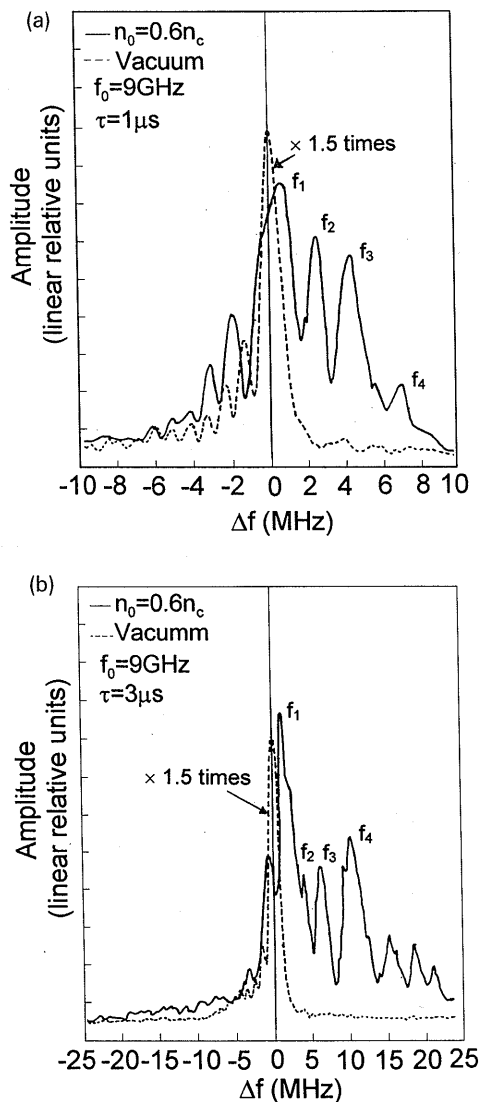 (a)
n₀=0.6n꜀
Vacuum
f₀=9GHz
τ=1μs
× 1.5 times
f₁
f₂
f₃
f₄
Amplitude
(linear relative units)
-10 -8 -6 -4 -2 0 2 4 6 8 10
Δf (MHz)
(b)
n₀=0.6n꜀
Vacumm
f₀=9GHz
τ=3μs
f₁
× 1.5 times
f₂ f₃ f₄
Amplitude
(linear relative units)
-25 -20 -15 -10 -5 0 5 10 15 20 25
Δf (MHz)